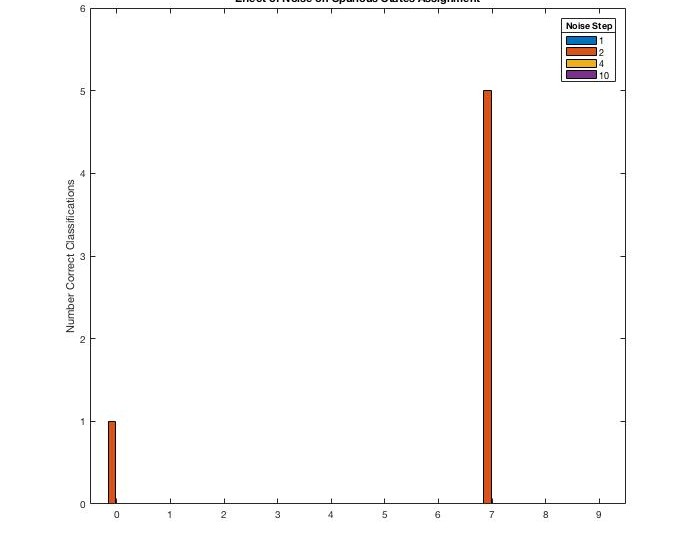 Effect of Noise on Spurious States Assignment
Noise Step
1
2
4
10
Number Correct Classifications
6
5
4
3
2
1
0
0 1 2 3 4 5 6 7 8 9